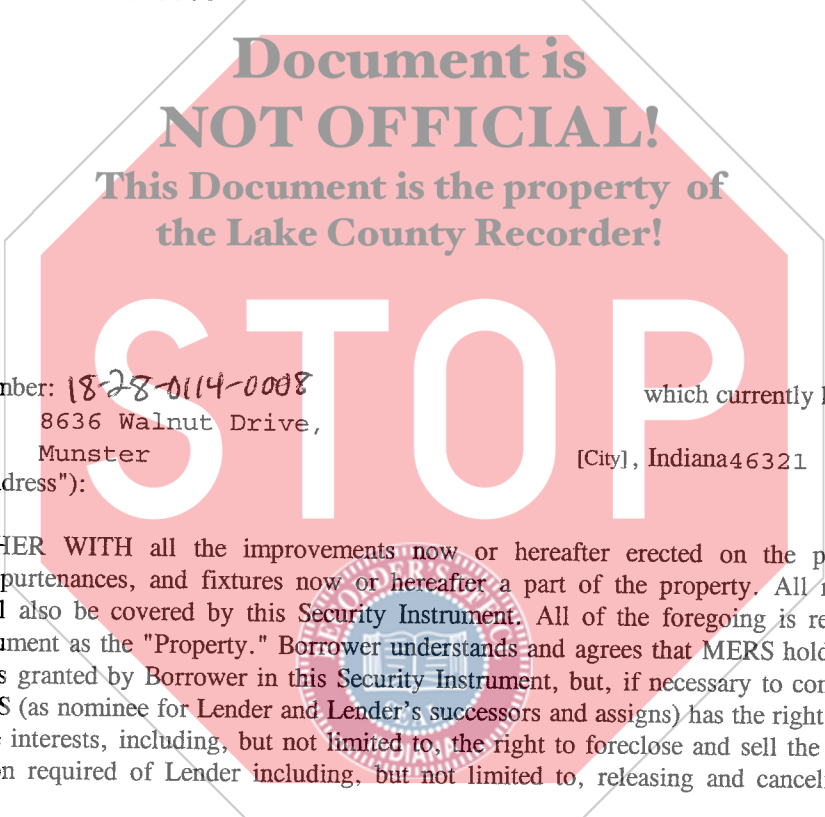 Document is
NOT OFFICIAL!
This Document is the property of
the Lake County Recorder!
STOP
nber: 18-28-0114-0008 which currently
8636 Walnut Drive,
Munster [City], Indiana46321
dress"):
HER WITH all the improvements now or hereafter erected on the p
purtenances, and fixtures now or hereafter a part of the property. All
l also be covered by this Security Instrument. All of the foregoing is re
ument as the "Property." Borrower understands and agrees that MERS hold
s granted by Borrower in this Security Instrument, but, if necessary to con
S (as nominee for Lender and Lender's successors and assigns) has the right
interests, including, but not limited to, the right to foreclose and sell the
n required of Lender including, but not limited to, releasing and cancel
RECORDER'S
SEAL
INDIANA